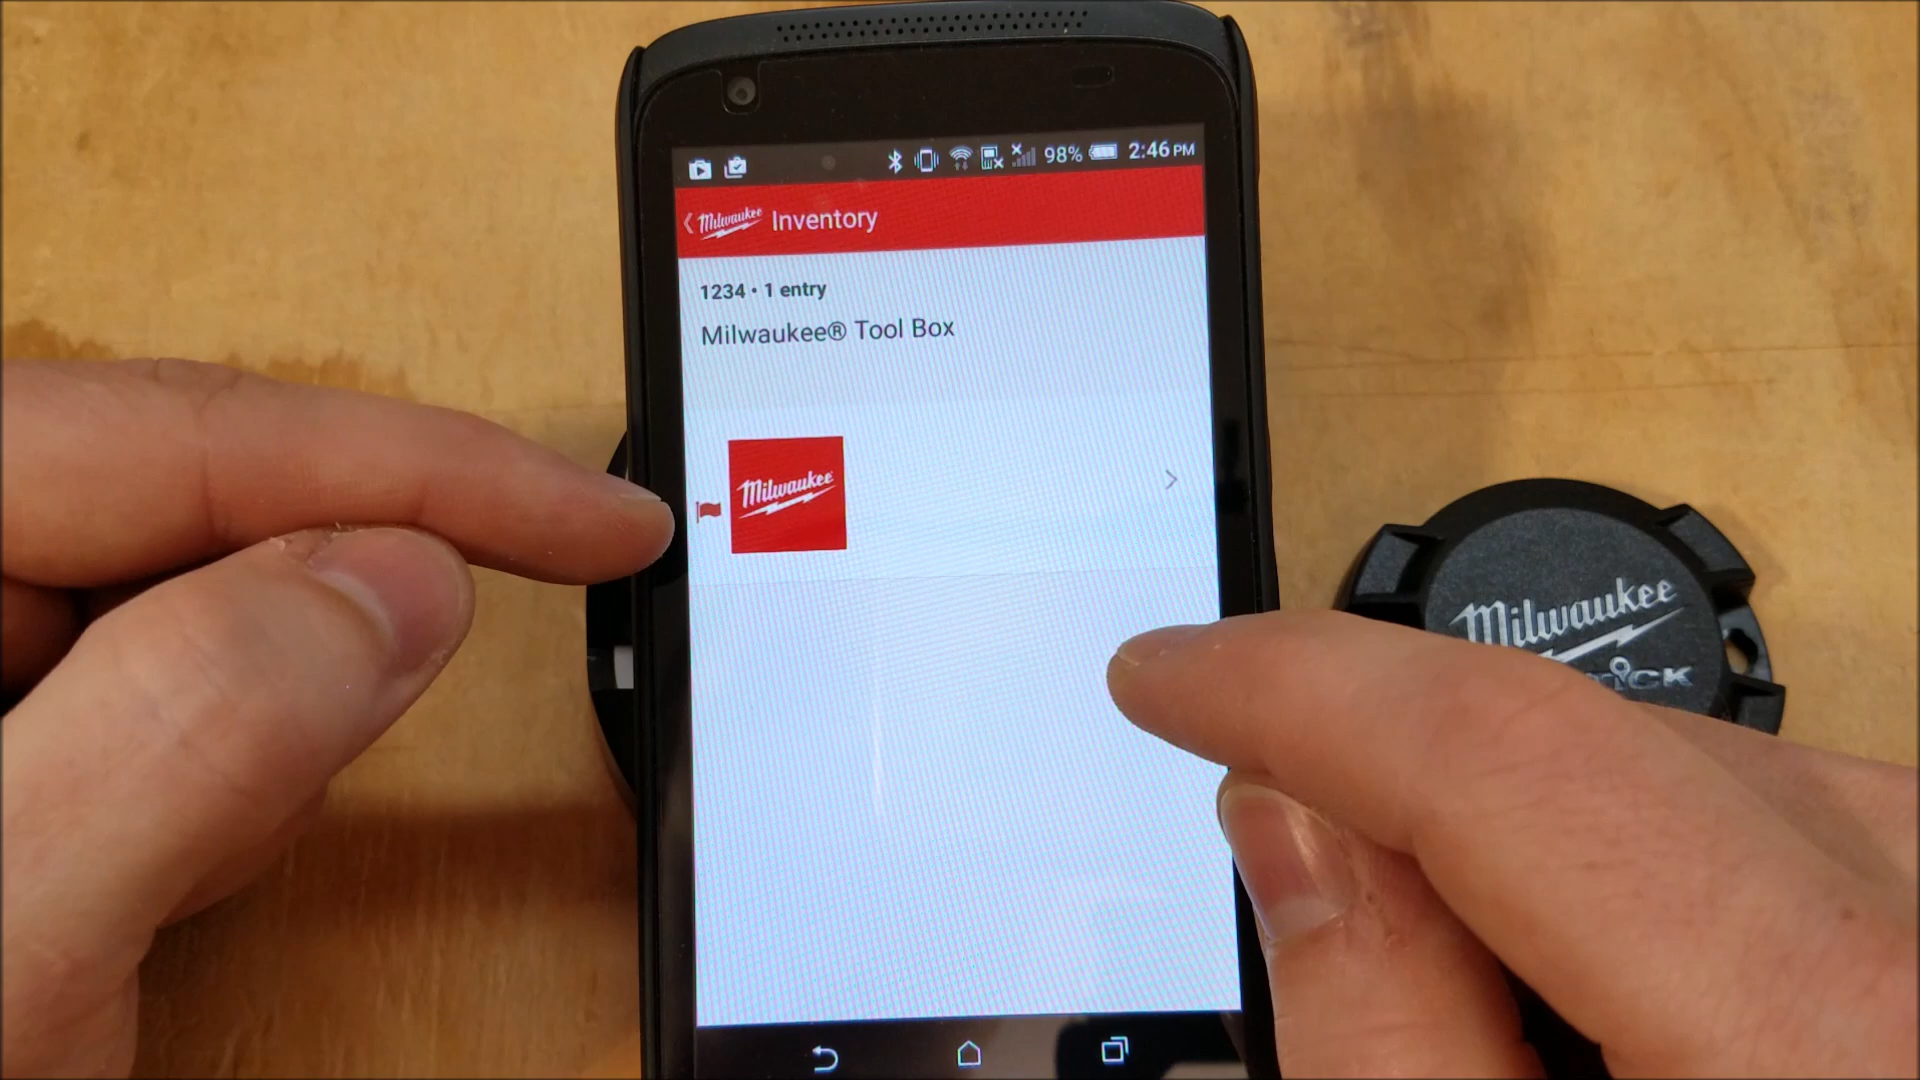 98% 2:46 PM
Milwaukee Inventory
1234 • 1 entry
Milwaukee® Tool Box
Milwaukee
Milwaukee